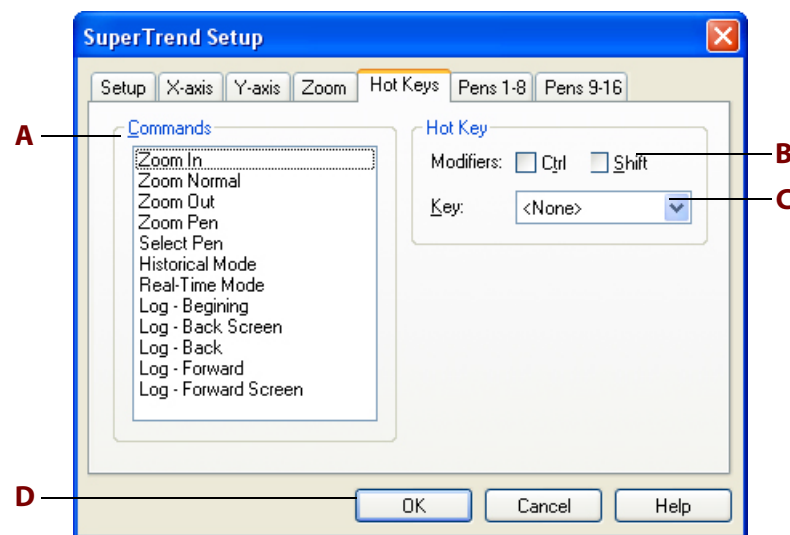 SuperTrend Setup
Setup X-axis Y-axis Zoom Hot Keys Pens 1-8 Pens 9-16
A
Commands
Zoom In
Zoom Normal
Zoom Out
Zoom Pen
Select Pen
Historical Mode
Real-Time Mode
Log - Begining
Log - Back Screen
Log - Back
Log - Forward
Log - Forward Screen
Hot Key
Modifiers: Ctrl Shift
B
Key: <None>
C
D
OK Cancel Help